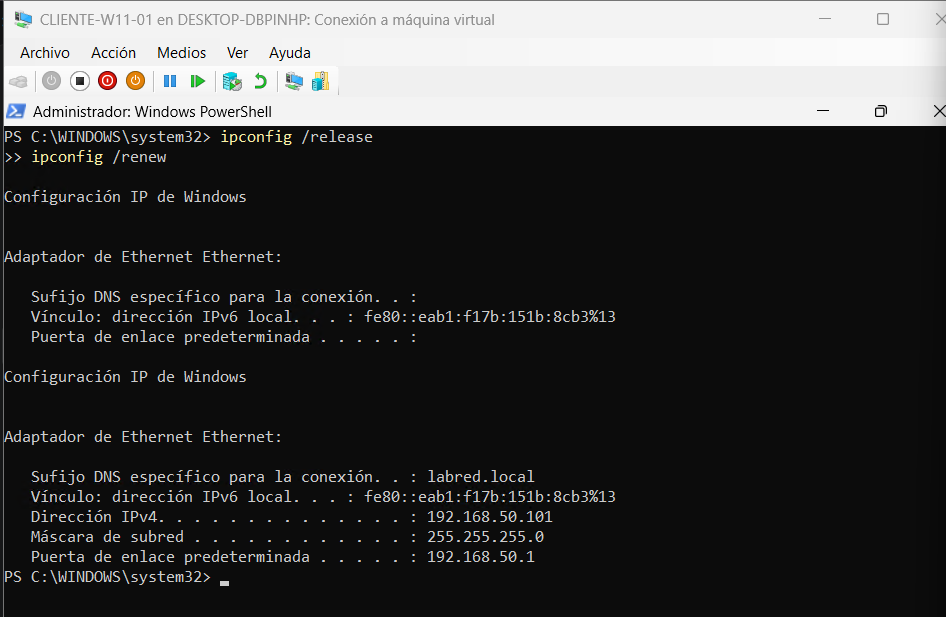 CLIENTE-W11-01 en DESKTOP-DBPINHP: Conexión a máquina virtual
Archivo Acción Medios Ver Ayuda
Administrador: Windows PowerShell
PS C:\WINDOWS\system32> ipconfig /release
>> ipconfig /renew
Configuración IP de Windows
Adaptador de Ethernet Ethernet:
Sufijo DNS específico para la conexión. . :
Vínculo: dirección IPv6 local. . . : fe80::eab1:f17b:151b:8cb3%13
Puerta de enlace predeterminada . . . . . :
Configuración IP de Windows
Adaptador de Ethernet Ethernet:
Sufijo DNS específico para la conexión. . : labred.local
Vínculo: dirección IPv6 local. . . : fe80::eab1:f17b:151b:8cb3%13
Dirección IPv4. . . . . . . . . . . . . . : 192.168.50.101
Máscara de subred . . . . . . . . . . . . : 255.255.255.0
Puerta de enlace predeterminada . . . . . : 192.168.50.1
PS C:\WINDOWS\system32>